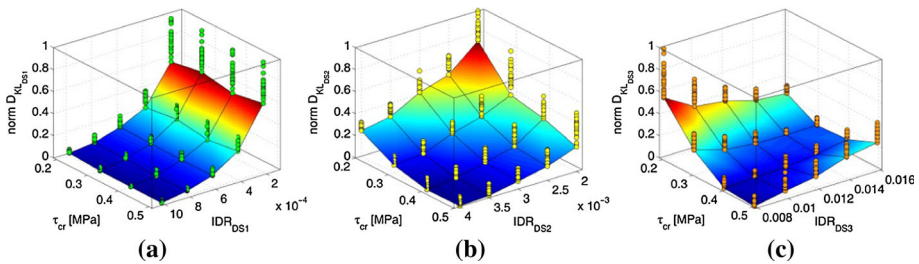 norm D_KL_DS1
1
0.8
0.6
0.4
0.2
0
0.2
0.3
0.4
0.5
τ_cr [MPa]
10 8 6 4 2
x 10^-4
IDR_DS1
(a)
norm D_KL_DS2
1
0.8
0.6
0.4
0.2
0
0.2
0.3
0.4
0.5
τ_cr [MPa]
4 3.5 3 2.5 2
x 10^-3
IDR_DS2
(b)
norm D_KL_DS3
1
0.8
0.6
0.4
0.2
0
0.2
0.3
0.4
0.5
τ_cr [MPa]
0.008 0.01 0.012 0.014 0.016
IDR_DS3
(c)